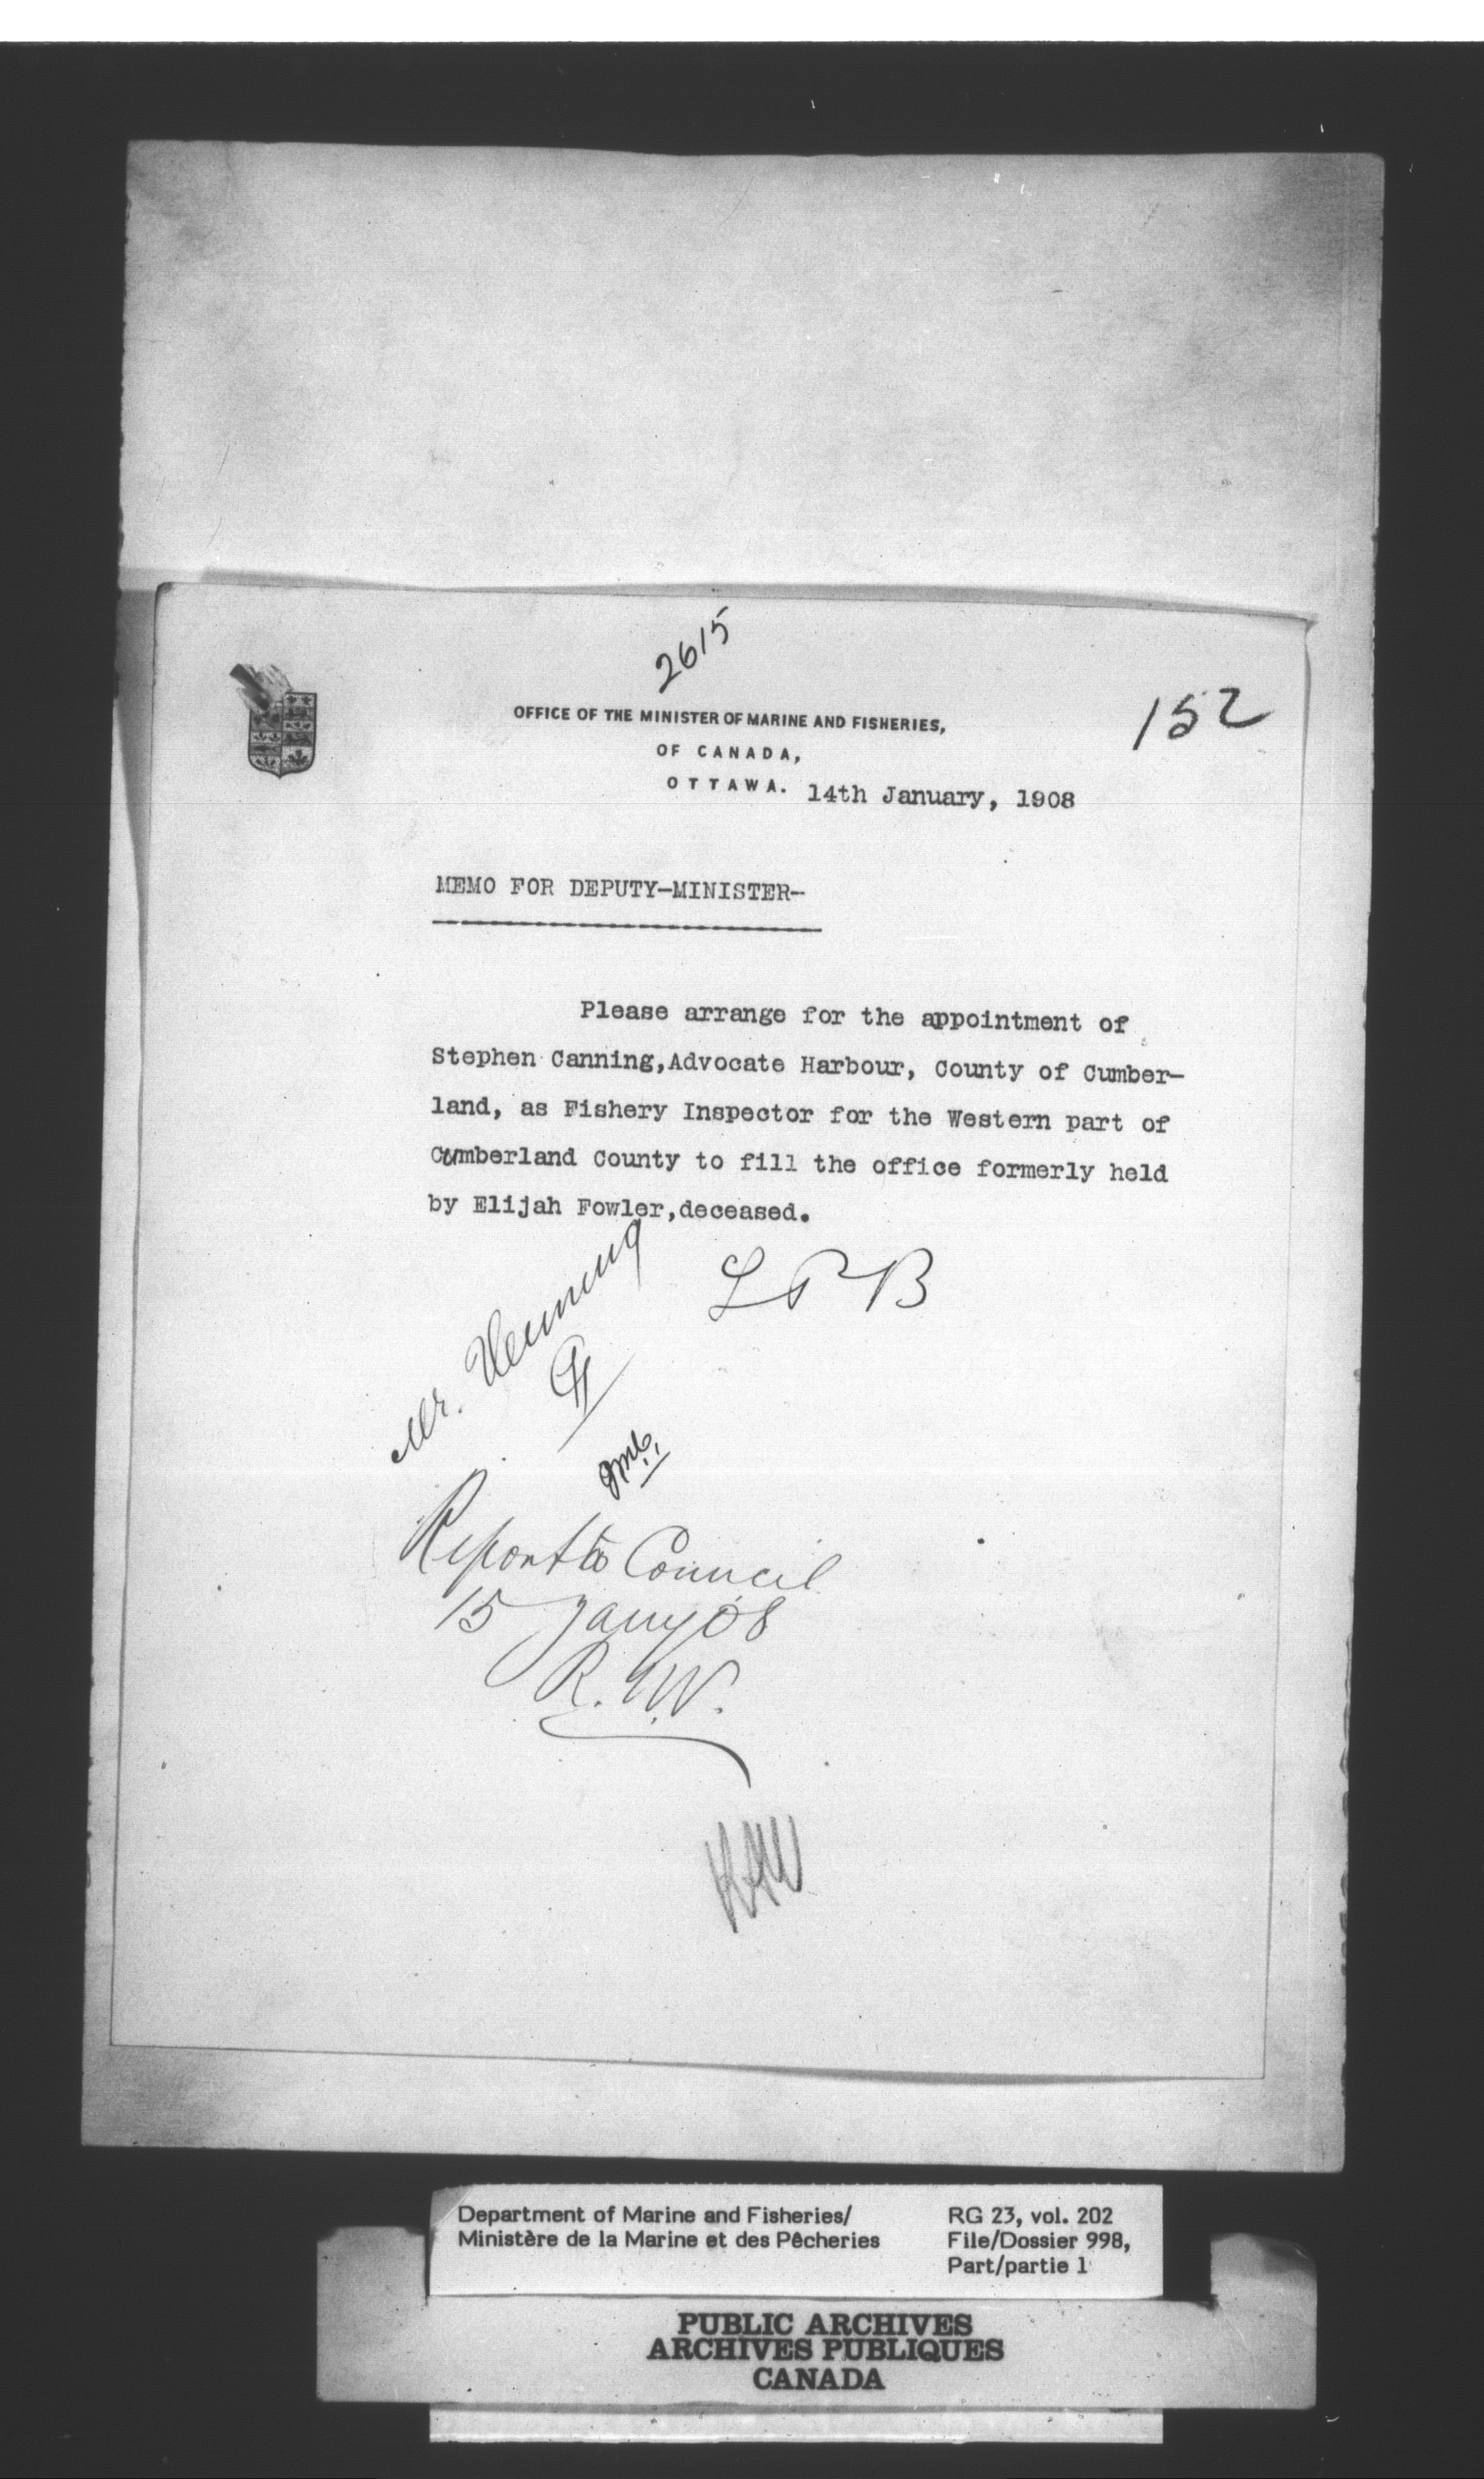 2615
152
OFFICE OF THE MINISTER OF MARINE AND FISHERIES,
OF CANADA,
OTTAWA. 14th January, 1908
MEMO FOR DEPUTY-MINISTER-
Please arrange for the appointment of
Stephen Canning, Advocate Harbour, County of Cumber-
land, as Fishery Inspector for the Western part of
Cumberland County to fill the office formerly held
by Elijah Fowler, deceased.
L P B
Mr. Venning
Report to Council
15 Jany 08
R. N. V.
Department of Marine and Fisheries/
Ministère de la Marine et des Pêcheries
RG 23, vol. 202
File/Dossier 998,
Part/partie 1
PUBLIC ARCHIVES
ARCHIVES PUBLIQUES
CANADA